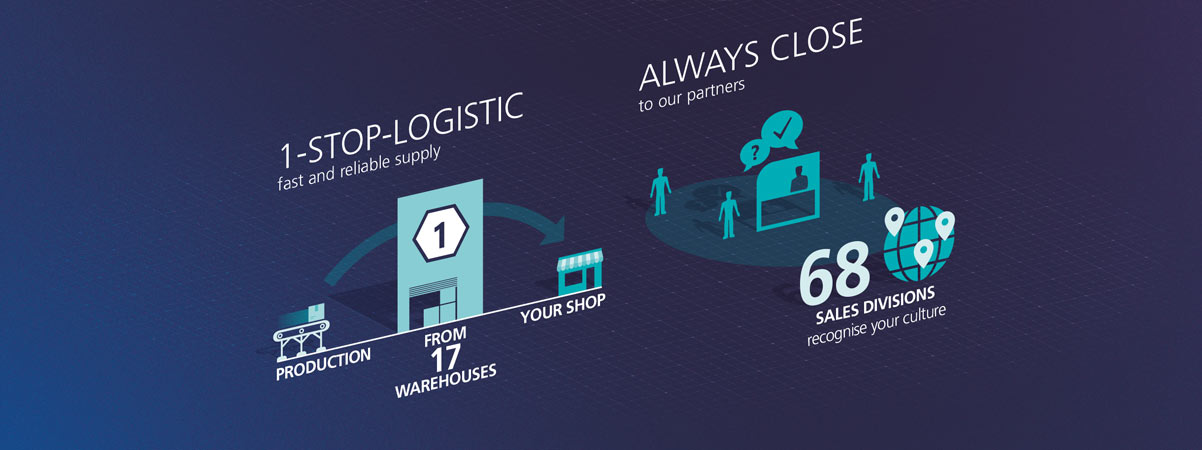 1-STOP-LOGISTIC
fast and reliable supply
1
PRODUCTION
FROM
17
WAREHOUSES
YOUR SHOP
ALWAYS CLOSE
to our partners
?
68
SALES DIVISIONS
recognise your culture